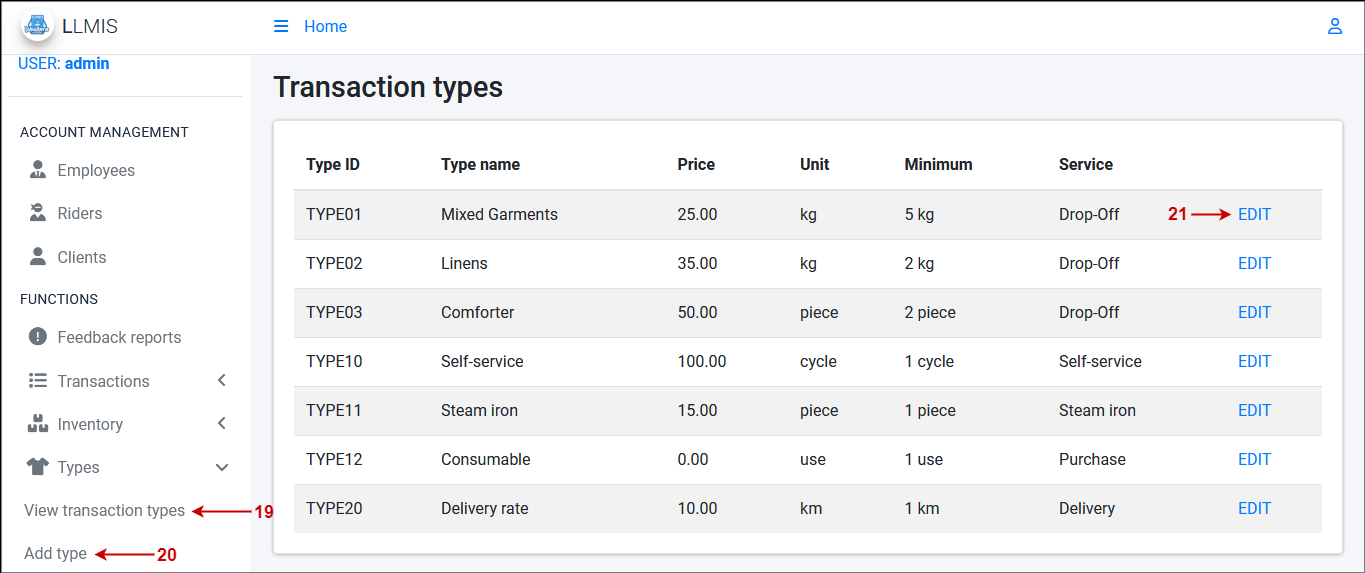 LLMIS
Home
USER: admin
Transaction types
ACCOUNT MANAGEMENT
Employees
Riders
Clients
FUNCTIONS
Feedback reports
Transactions
Inventory
Types
View transaction types 19
Add type 20
Type ID Type name Price Unit Minimum Service
TYPE01 Mixed Garments 25.00 kg 5 kg Drop-Off 21 EDIT
TYPE02 Linens 35.00 kg 2 kg Drop-Off EDIT
TYPE03 Comforter 50.00 piece 2 piece Drop-Off EDIT
TYPE10 Self-service 100.00 cycle 1 cycle Self-service EDIT
TYPE11 Steam iron 15.00 piece 1 piece Steam iron EDIT
TYPE12 Consumable 0.00 use 1 use Purchase EDIT
TYPE20 Delivery rate 10.00 km 1 km Delivery EDIT